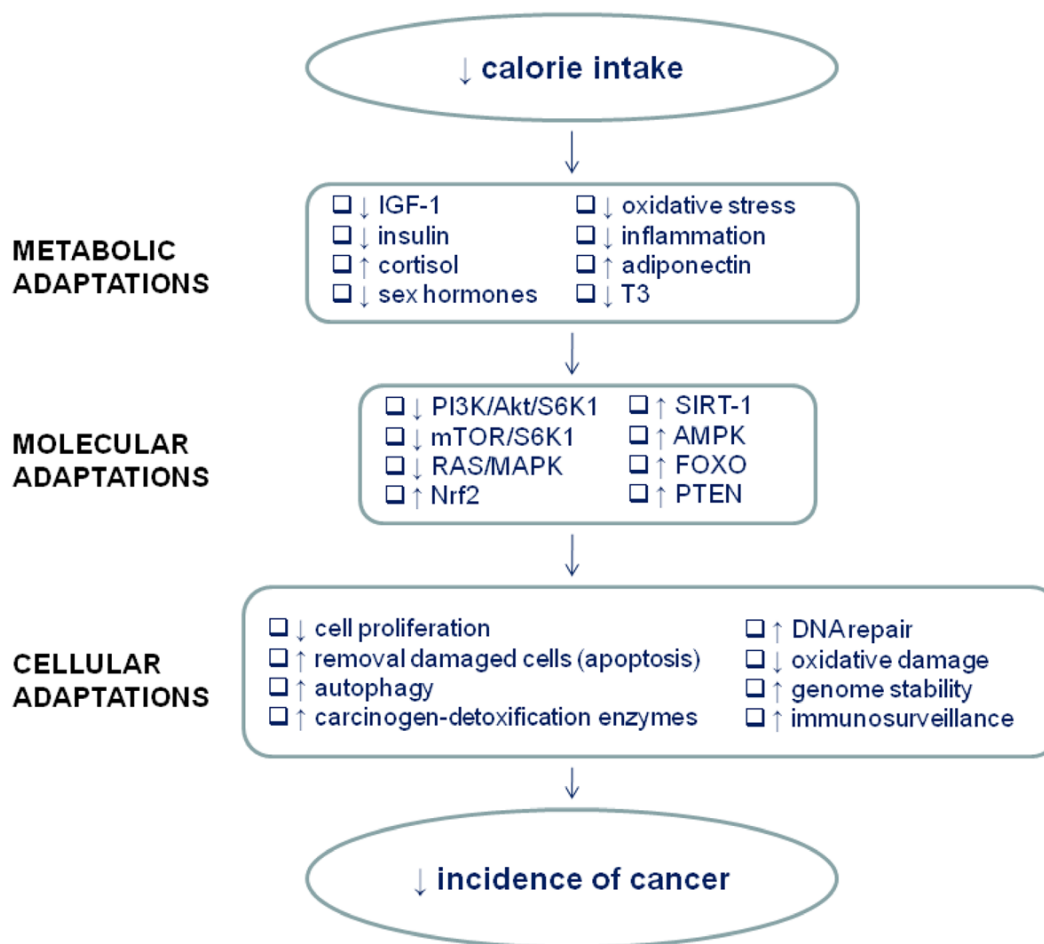 ↓ calorie intake
METABOLIC
ADAPTATIONS
❑ ↓ IGF-1
❑ ↓ insulin
❑ ↑ cortisol
❑ ↓ sex hormones
❑ ↓ oxidative stress
❑ ↓ inflammation
❑ ↑ adiponectin
❑ ↓ T3
MOLECULAR
ADAPTATIONS
❑ ↓ PI3K/Akt/S6K1
❑ ↓ mTOR/S6K1
❑ ↓ RAS/MAPK
❑ ↑ Nrf2
❑ ↑ SIRT-1
❑ ↑ AMPK
❑ ↑ FOXO
❑ ↑ PTEN
CELLULAR
ADAPTATIONS
❑ ↓ cell proliferation
❑ ↑ removal damaged cells (apoptosis)
❑ ↑ autophagy
❑ ↑ carcinogen-detoxification enzymes
❑ ↑ DNA repair
❑ ↓ oxidative damage
❑ ↑ genome stability
❑ ↑ immunosurveillance
↓ incidence of cancer